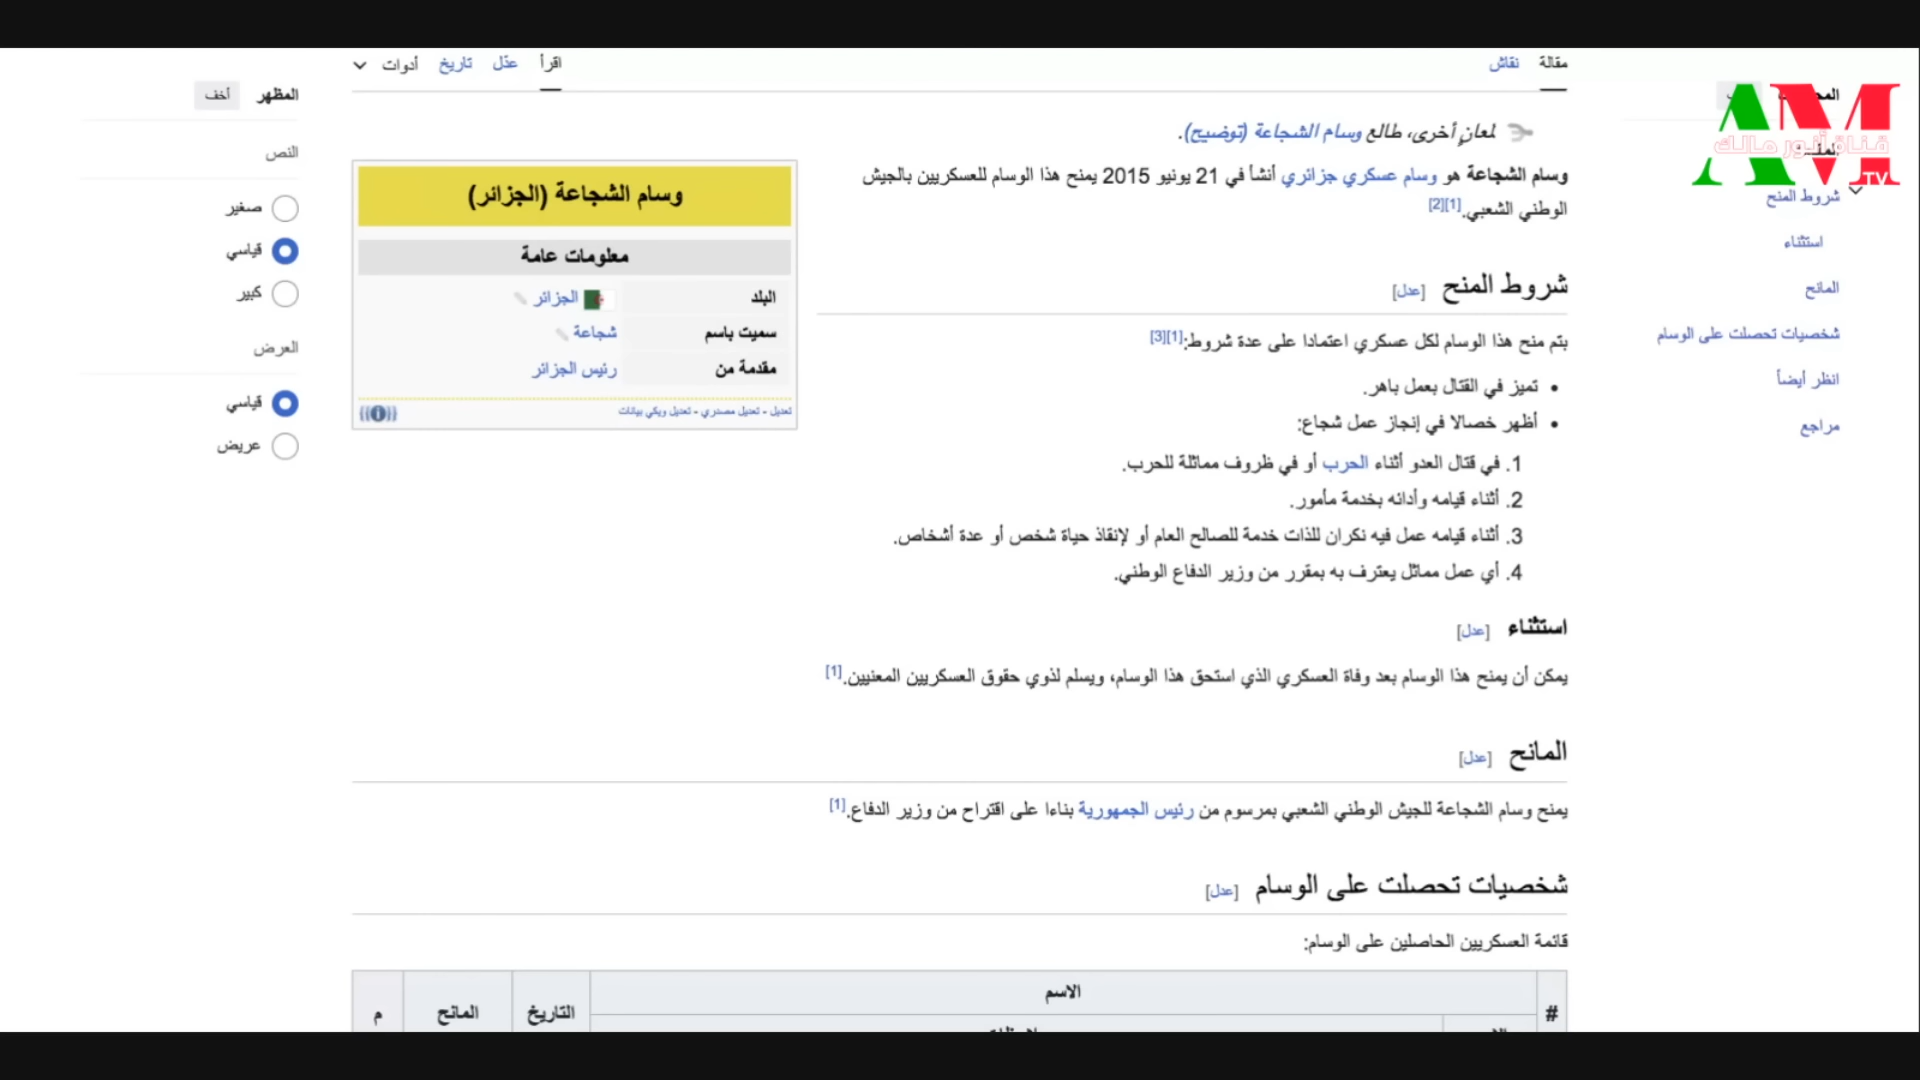 مقالة
نقاش
اقرأ
عدّل
تاريخ
أدوات
لمعانٍ أخرى، طالع وسام الشجاعة (توضيح).
وسام الشجاعة هو وسام عسكري جزائري أنشأ في 21 يونيو 2015 يمنح هذا الوسام للعسكريين بالجيش
الوطني الشعبي.[1][2]
شروط المنح [عدل]
يتم منح هذا الوسام لكل عسكري اعتمادا على عدة شروط:[1][3]
• تميز في القتال بعمل باهر.
• أظهر خصالا في إنجاز عمل شجاع:
1. في قتال العدو أثناء الحرب أو في ظروف مماثلة للحرب.
2. أثناء قيامه وأدائه بخدمة مأمور.
3. أثناء قيامه عمل فيه نكران للذات خدمة للصالح العام أو لإنقاذ حياة شخص أو عدة أشخاص.
4. أي عمل مماثل يعترف به بمقرر من وزير الدفاع الوطني.
استثناء [عدل]
يمكن أن يمنح هذا الوسام بعد وفاة العسكري الذي استحق هذا الوسام، ويسلم لذوي حقوق العسكريين المعنيين.[1]
المانح [عدل]
يمنح وسام الشجاعة للجيش الوطني الشعبي بمرسوم من رئيس الجمهورية بناءا على اقتراح من وزير الدفاع.[1]
شخصيات تحصلت على الوسام [عدل]
قائمة العسكريين الحاصلين على الوسام:
#
الاسم
التاريخ
المانح
م
وسام الشجاعة (الجزائر)
معلومات عامة
البلد الجزائر
سميت باسم شجاعة
مقدمة من رئيس الجزائر
تعديل - تعديل مصدري - تعديل ويكي بيانات
AM
قناة أنور مالك
TV
شروط المنح
استثناء
المانح
شخصيات تحصلت على الوسام
انظر أيضاً
مراجع
المظهر
أخف
النص
صغير
قياسي
كبير
العرض
قياسي
عريض